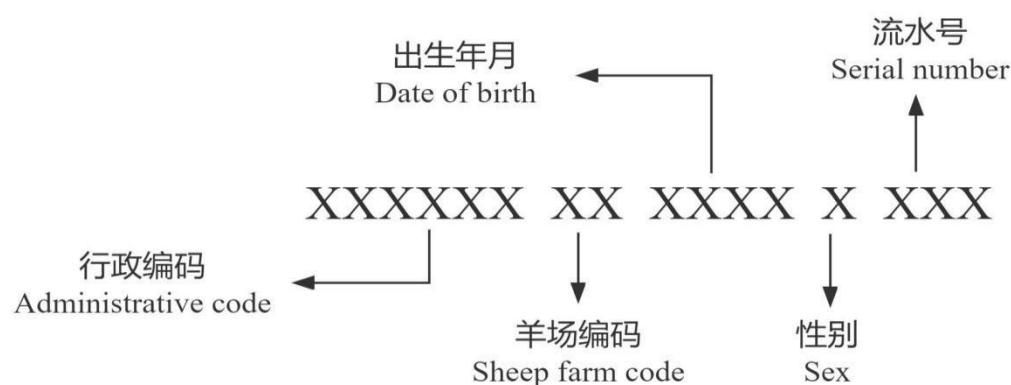 流水号
Serial number
出生年月
Date of birth
XXXXXX XX XXXX X XXX
行政编码
Administrative code
羊场编码
Sheep farm code
性别
Sex